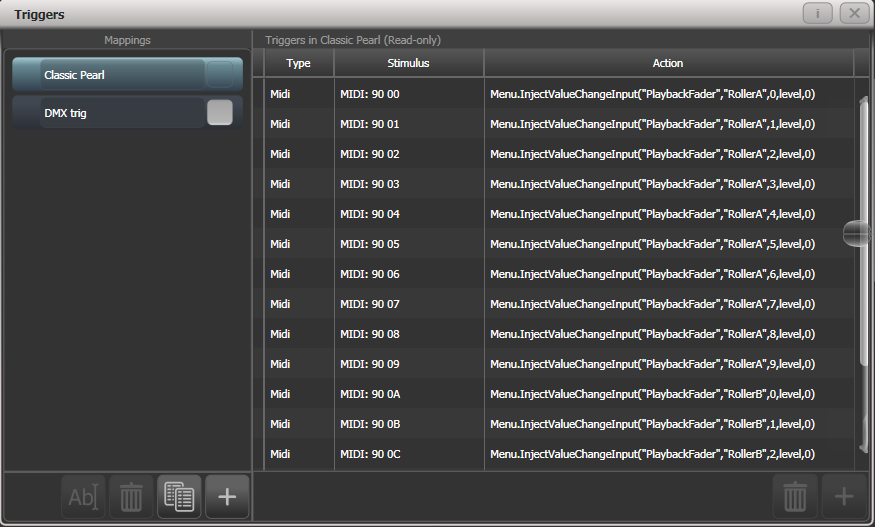 Triggers
Mappings
Classic Pearl
DMX trig
Triggers in Classic Pearl (Read-only)
Type Stimulus Action
Midi MIDI: 90 00 Menu.InjectValueChangeInput("PlaybackFader","RollerA",0,level,0)
Midi MIDI: 90 01 Menu.InjectValueChangeInput("PlaybackFader","RollerA",1,level,0)
Midi MIDI: 90 02 Menu.InjectValueChangeInput("PlaybackFader","RollerA",2,level,0)
Midi MIDI: 90 03 Menu.InjectValueChangeInput("PlaybackFader","RollerA",3,level,0)
Midi MIDI: 90 04 Menu.InjectValueChangeInput("PlaybackFader","RollerA",4,level,0)
Midi MIDI: 90 05 Menu.InjectValueChangeInput("PlaybackFader","RollerA",5,level,0)
Midi MIDI: 90 06 Menu.InjectValueChangeInput("PlaybackFader","RollerA",6,level,0)
Midi MIDI: 90 07 Menu.InjectValueChangeInput("PlaybackFader","RollerA",7,level,0)
Midi MIDI: 90 08 Menu.InjectValueChangeInput("PlaybackFader","RollerA",8,level,0)
Midi MIDI: 90 09 Menu.InjectValueChangeInput("PlaybackFader","RollerA",9,level,0)
Midi MIDI: 90 0A Menu.InjectValueChangeInput("PlaybackFader","RollerB",0,level,0)
Midi MIDI: 90 0B Menu.InjectValueChangeInput("PlaybackFader","RollerB",1,level,0)
Midi MIDI: 90 0C Menu.InjectValueChangeInput("PlaybackFader","RollerB",2,level,0)
Ab